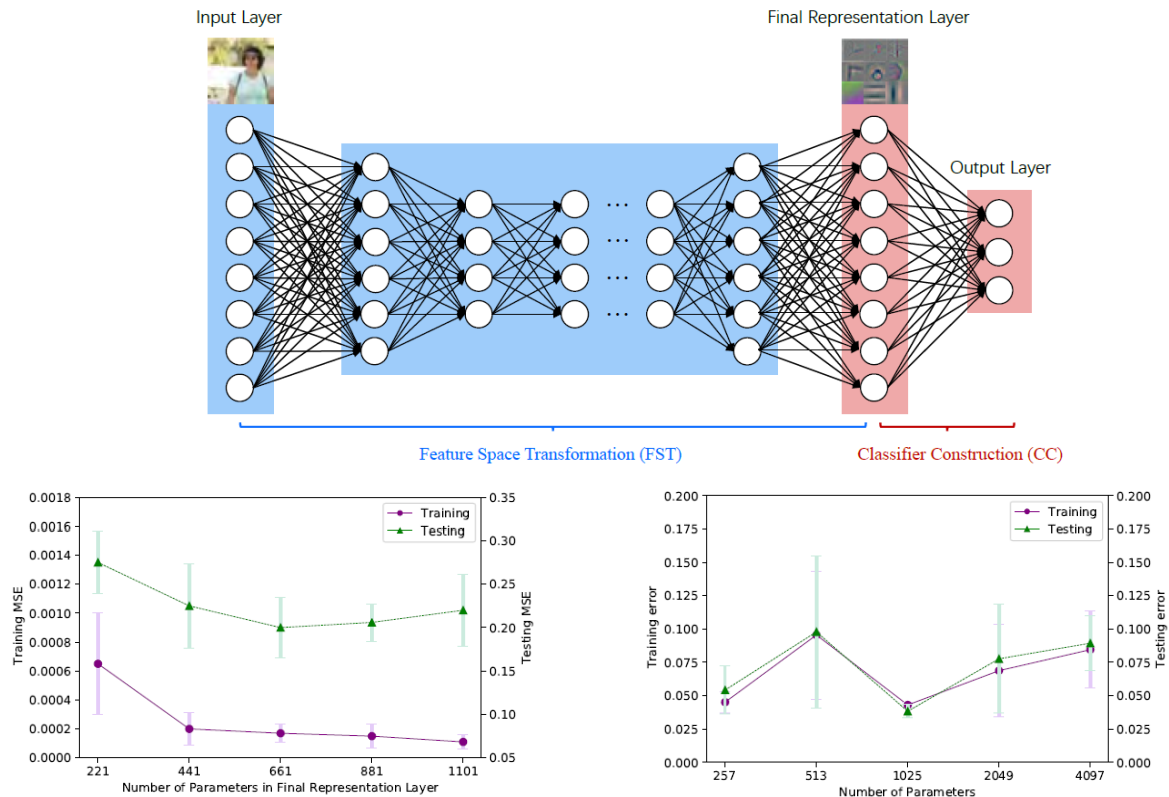 Input Layer
Final Representation Layer
Output Layer
Feature Space Transformation (FST)
Classifier Construction (CC)
0.0018
0.0016
0.0014
0.0012
0.0010
0.0008
0.0006
0.0004
0.0002
0.0000
Training MSE
Training
Testing
0.35
0.30
0.25
0.20
0.15
0.10
0.05
Testing MSE
221 441 661 881 1101
Number of Parameters in Final Representation Layer
0.200
0.175
0.150
0.125
0.100
0.075
0.050
0.025
0.000
Training error
Training
Testing
0.200
0.175
0.150
0.125
0.100
0.075
0.050
0.025
0.000
Testing error
257 513 1025 2049 4097
Number of Parameters